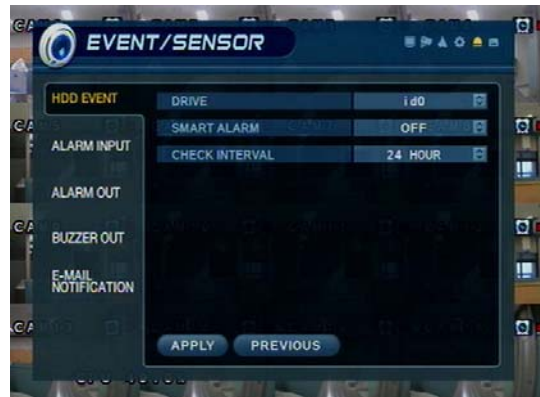 EVENT/SENSOR
HDD EVENT
DRIVE id0
SMART ALARM OFF
ALARM INPUT
CHECK INTERVAL 24 HOUR
ALARM OUT
BUZZER OUT
E-MAIL
NOTIFICATION
APPLY PREVIOUS